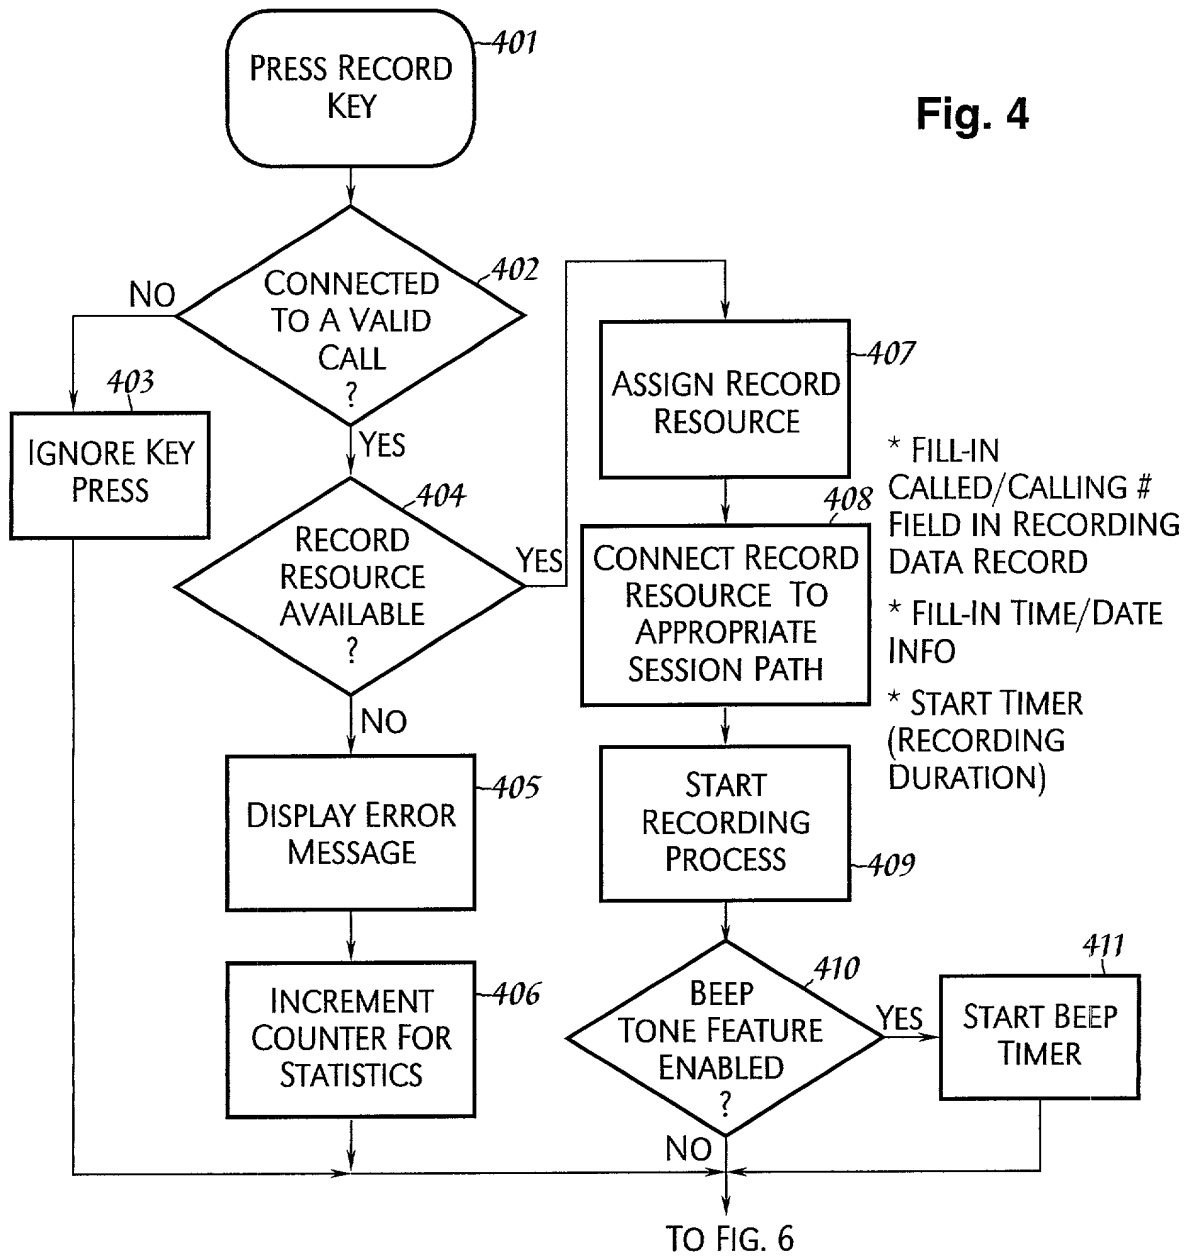 401
PRESS RECORD
KEY
Fig. 4
402
CONNECTED
TO A VALID
CALL
?
NO
YES
403
IGNORE KEY
PRESS
404
RECORD
RESOURCE
AVAILABLE
?
YES
NO
405
DISPLAY ERROR
MESSAGE
406
INCREMENT
COUNTER FOR
STATISTICS
407
ASSIGN RECORD
RESOURCE
408
CONNECT RECORD
RESOURCE TO
APPROPRIATE
SESSION PATH
* FILL-IN
CALLED/CALLING #
FIELD IN RECORDING
DATA RECORD
* FILL-IN TIME/DATE
INFO
* START TIMER
(RECORDING
DURATION)
START
RECORDING
PROCESS
409
410
BEEP
TONE FEATURE
ENABLED
?
YES
NO
411
START BEEP
TIMER
TO FIG. 6